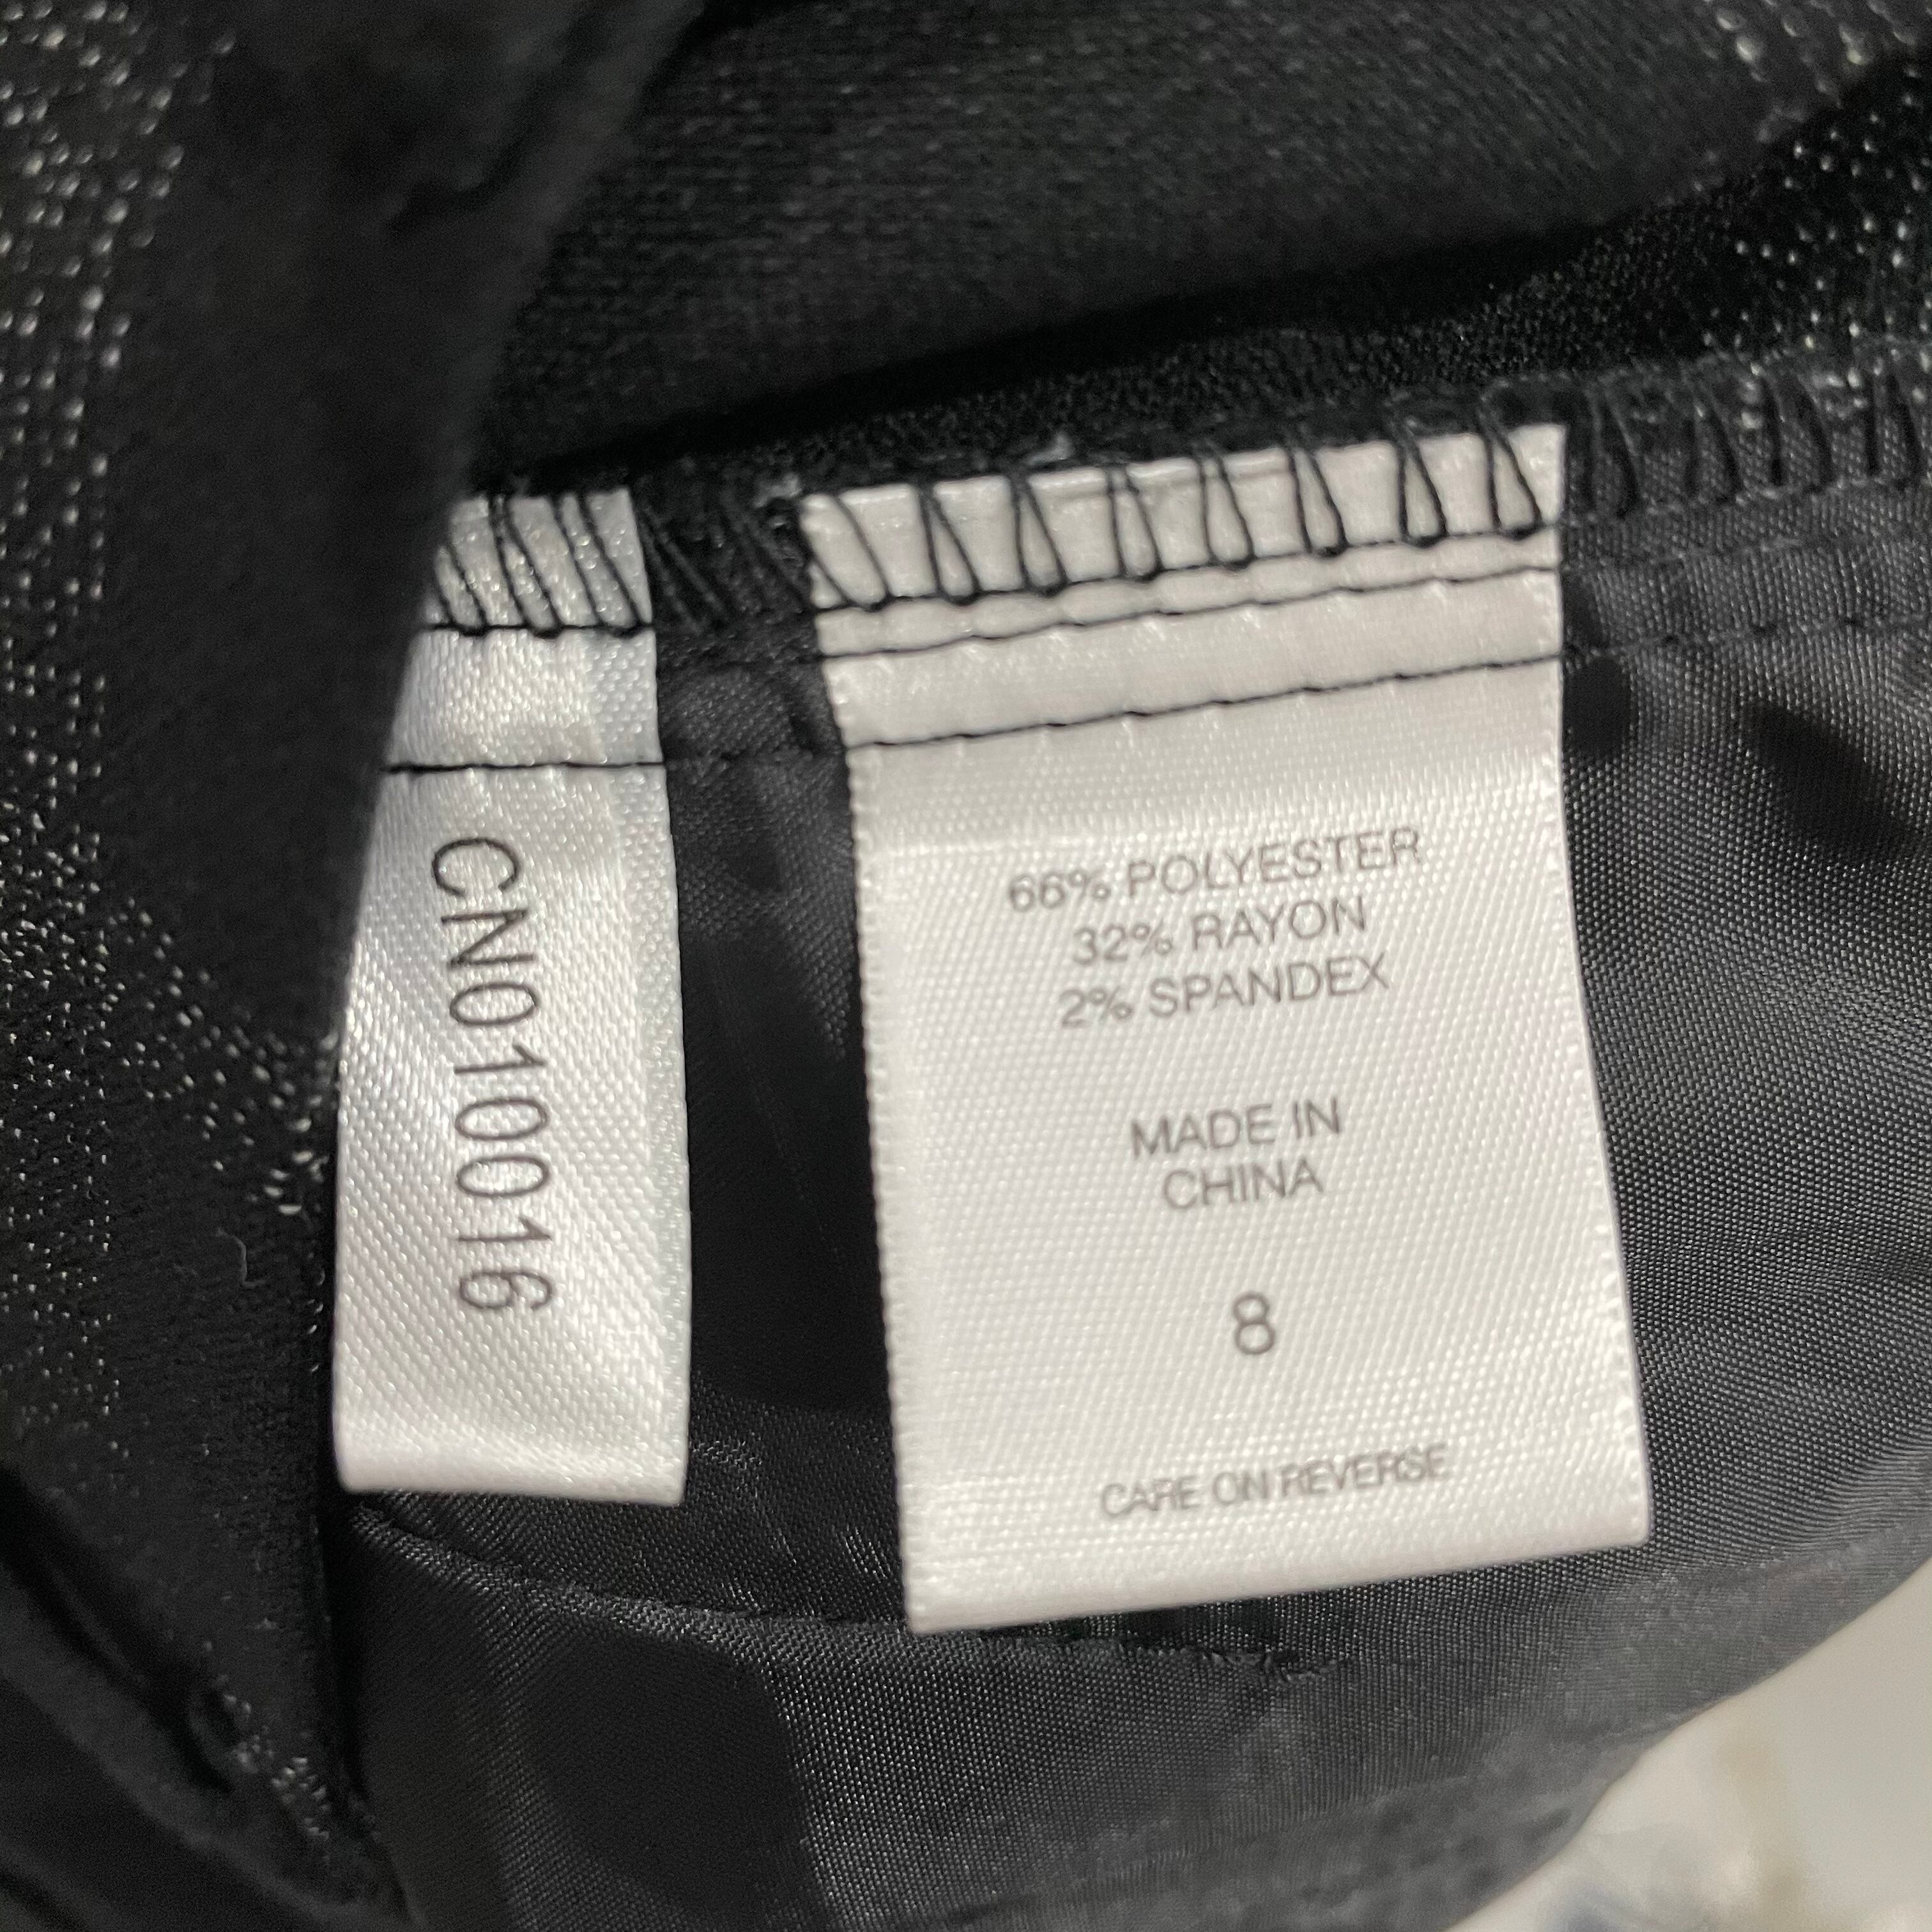 CN010016
66% POLYESTER
32% RAYON
2% SPANDEX
MADE IN
CHINA
8
CARE ON REVERSE